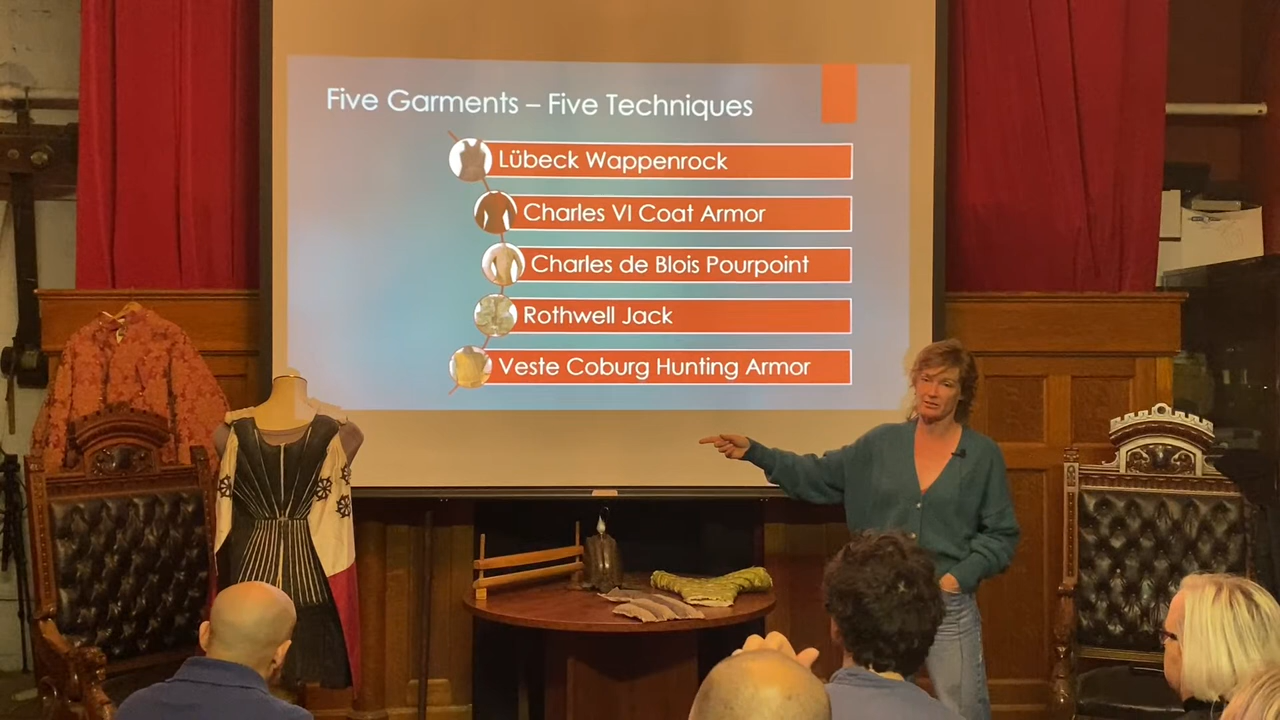 Five Garments – Five Techniques
Lübeck Wappenrock
Charles VI Coat Armor
Charles de Blois Pourpoint
Rothwell Jack
Veste Coburg Hunting Armor